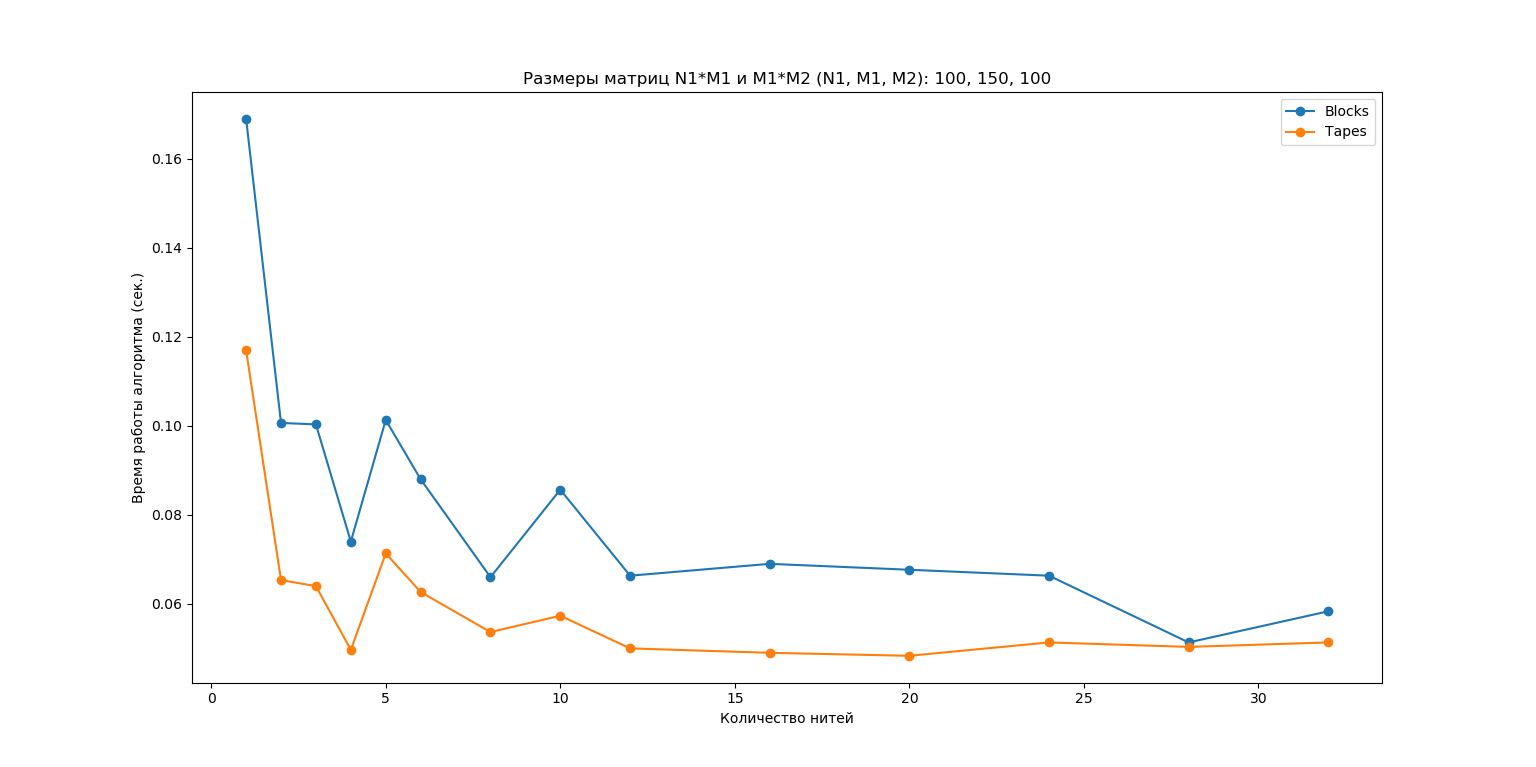 Размеры матриц N1*M1 и M1*M2 (N1, M1, M2): 100, 150, 100
Blocks
Tapes
Время работы алгоритма (сек.)
0.16
0.14
0.12
0.10
0.08
0.06
0 5 10 15 20 25 30
Количество нитей